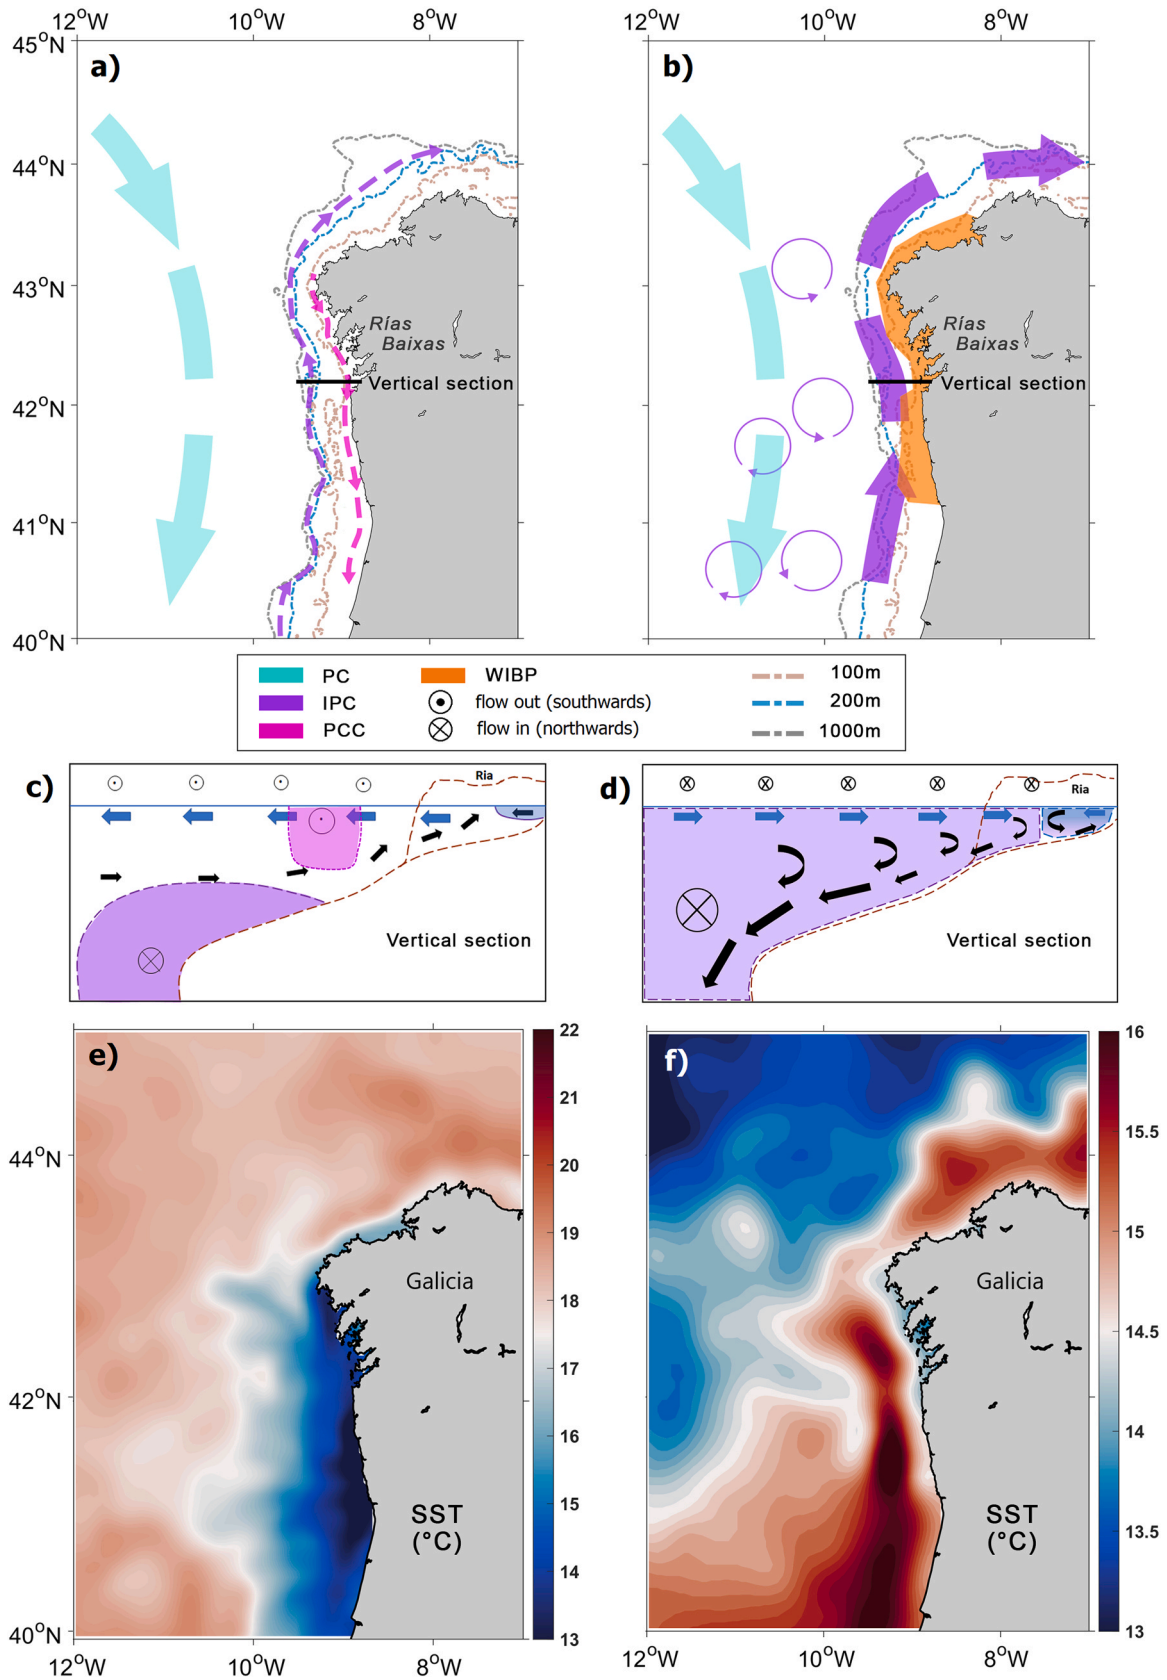 12°W 10°W 8°W 12°W 10°W 8°W
45°N
a) b)
44°N
43°N
Rías Baixas
Rías Baixas
Vertical section Vertical section
42°N
41°N
40°N
PC WIBP 100m
IPC flow out (southwards) 200m
PCC flow in (northwards) 1000m
c) Ria d) Ria
Vertical section Vertical section
e) 22 f) 16
21
15.5
44°N 20
15
19
Galicia Galicia
18
14.5
17
42°N
16
14
15
SST (°C) SST (°C)
13.5
14
40°N 13 13
12°W 10°W 8°W 12°W 10°W 8°W